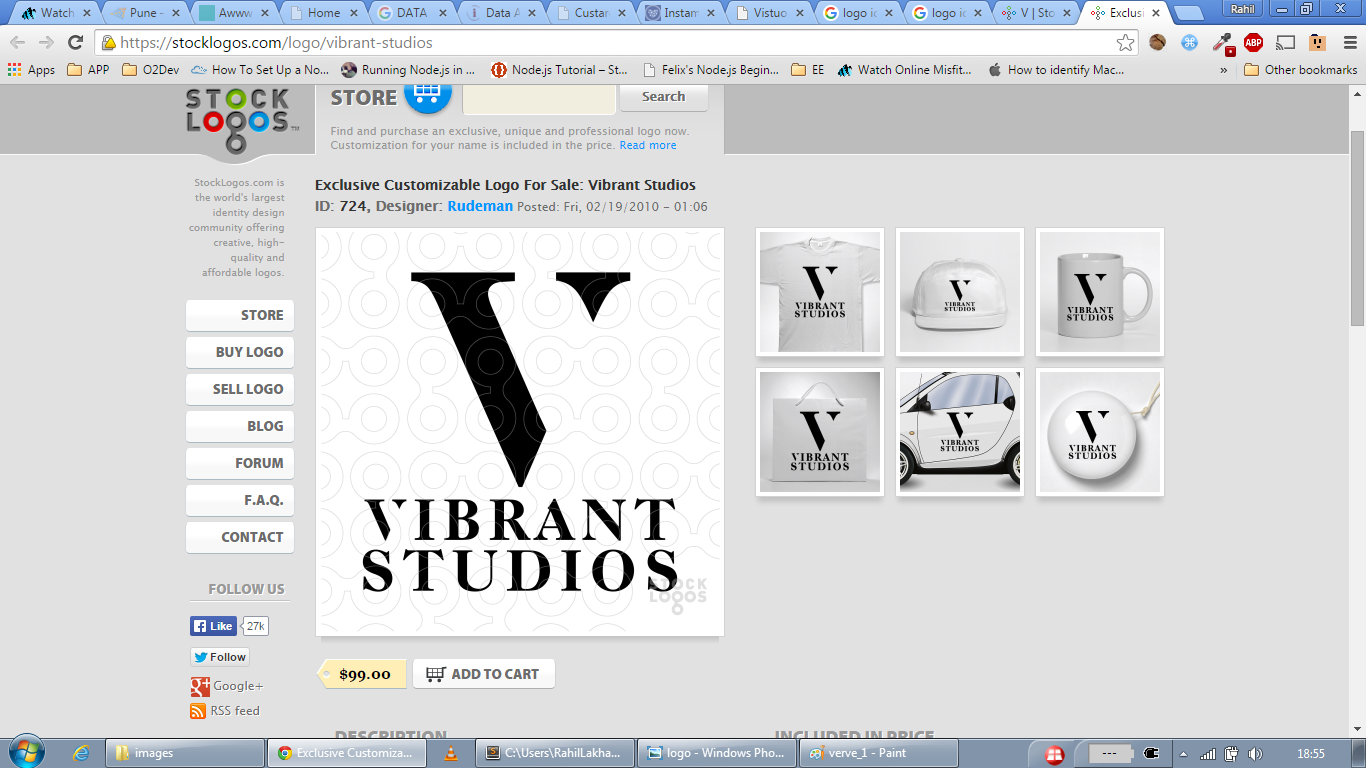 Watch
Pune -
Awww
Home
DATA
Data A
Custar
Instam
Vistuo
logo ic
logo ic
V | Sto
Exclusi
Rahil
https://stocklogos.com/logo/vibrant-studios
ABP
Apps
APP
O2Dev
How To Set Up a No...
Running Node.js in ...
Node.js Tutorial – St...
Felix's Node.js Begin...
EE
Watch Online Misfit...
How to identify Mac...
»
Other bookmarks
STOCK
LOGOS™
STORE
Search
Find and purchase an exclusive, unique and professional logo now.
Customization for your name is included in the price. Read more
StockLogos.com is
the world's largest
identity design
community offering
creative, high-
quality and
affordable logos.
Exclusive Customizable Logo For Sale: Vibrant Studios
ID: 724, Designer: Rudeman Posted: Fri, 02/19/2010 - 01:06
STORE
BUY LOGO
SELL LOGO
BLOG
FORUM
F.A.Q.
CONTACT
FOLLOW US
Like
27k
Follow
Google+
RSS feed
V
VIBRANT
STUDIOS
STOCK
LOGOS
V
VIBRANT
STUDIOS
V
VIBRANT
STUDIOS
V
VIBRANT
STUDIOS
V
VIBRANT
STUDIOS
V
VIBRANT
STUDIOS
V
VIBRANT
STUDIOS
$99.00
ADD TO CART
DESCRIPTION
INCLUDED IN PRICE
images
Exclusive Customiza...
C:\Users\RahilLakha...
logo - Windows Pho...
verve_1 - Paint
---
18:55